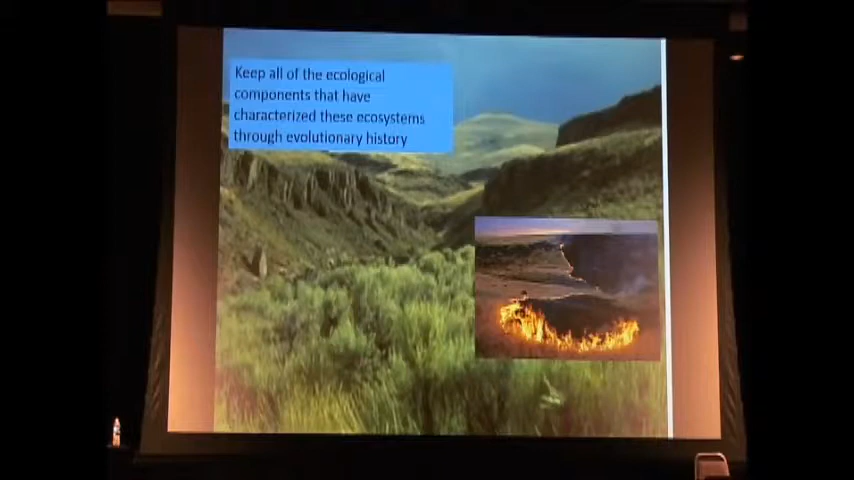 Keep all of the ecological
components that have
characterized these ecosystems
through evolutionary history